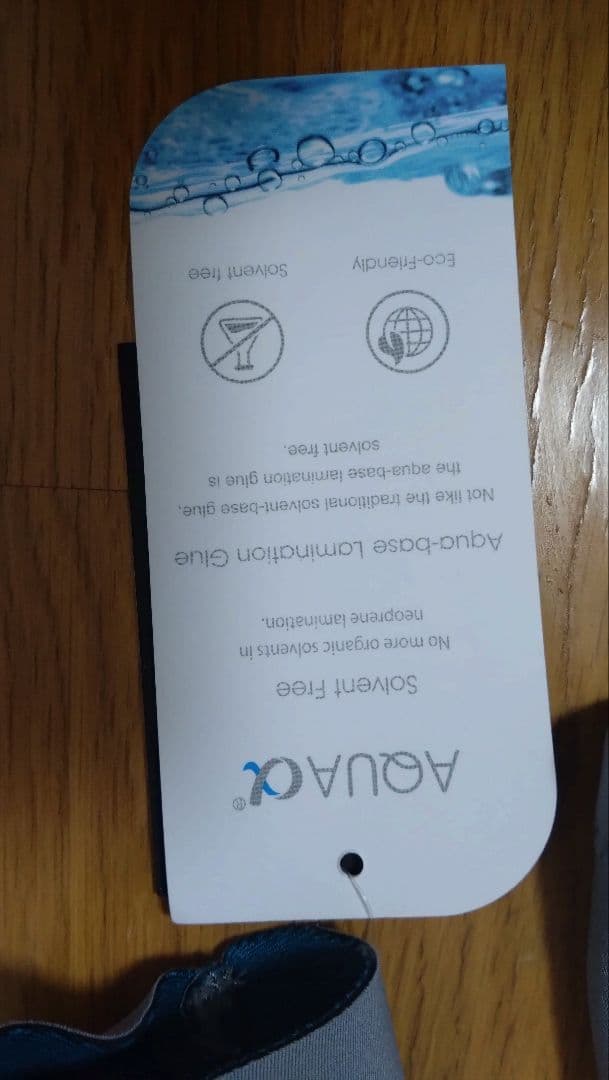 AQUAα®
Solvent Free
No more organic solvents in
neoprene lamination.
Aqua-base Lamination Glue
Not like the traditional solvent-base glue,
the aqua-base lamination glue is
solvent free.
Eco-Friendly Solvent free